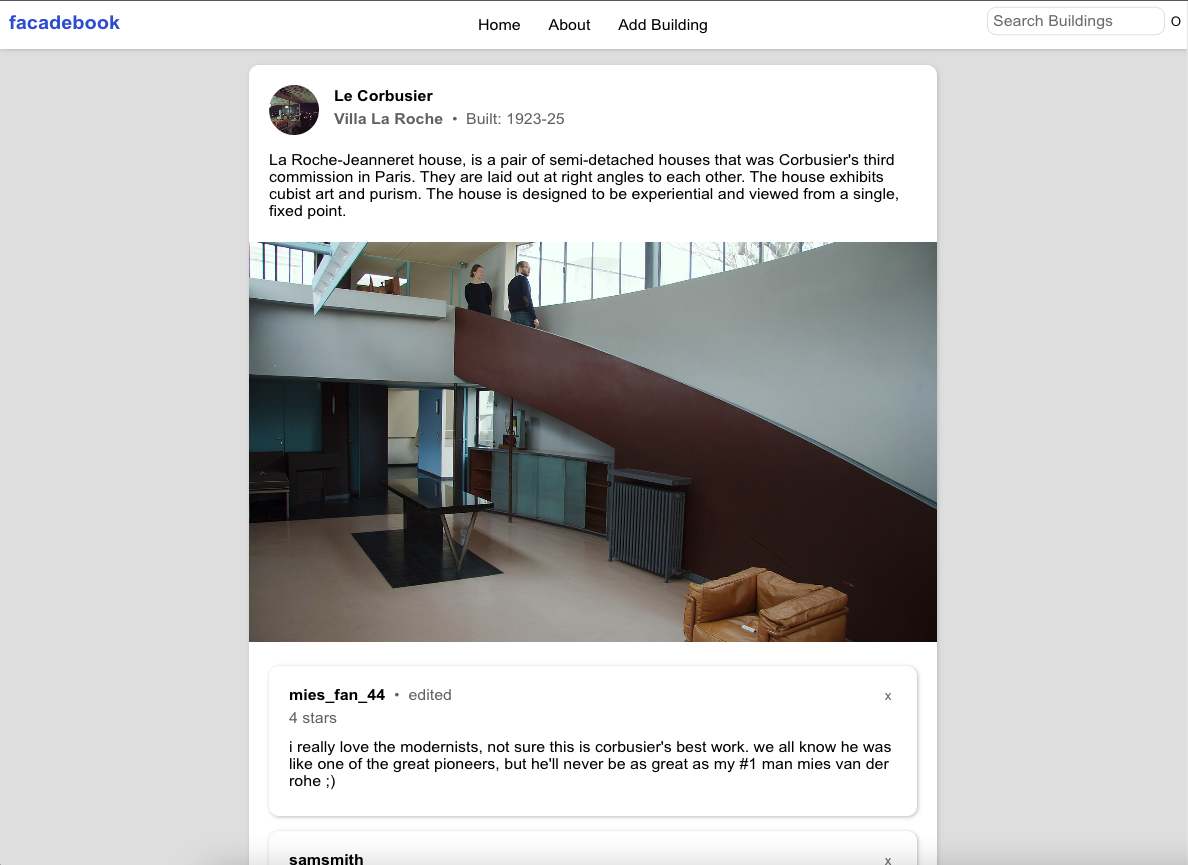 facadebook
Home
About
Add Building
Search Buildings
O
Le Corbusier
Villa La Roche • Built: 1923-25
La Roche-Jeanneret house, is a pair of semi-detached houses that was Corbusier's third
commission in Paris. They are laid out at right angles to each other. The house exhibits
cubist art and purism. The house is designed to be experiential and viewed from a single,
fixed point.
mies_fan_44 • edited
x
4 stars
i really love the modernists, not sure this is corbusier's best work. we all know he was
like one of the great pioneers, but he'll never be as great as my #1 man mies van der
rohe ;)
samsmith
x